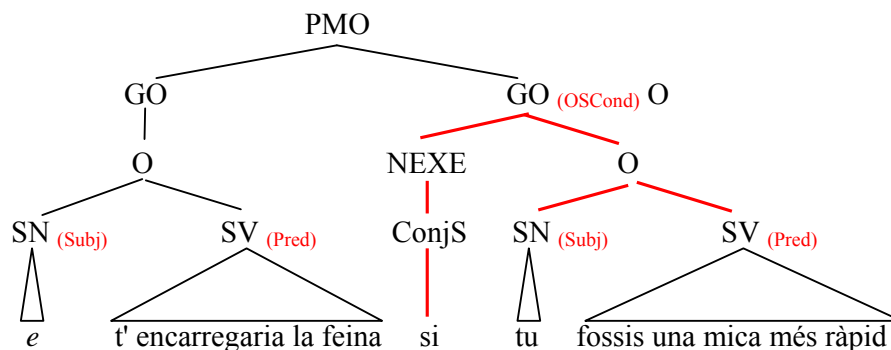 PMO
GO GO (OSCond) O
O NEXE O
SN (Subj) SV (Pred) ConjS SN (Subj) SV (Pred)
e t' encarregaria la feina si tu fossis una mica més ràpid